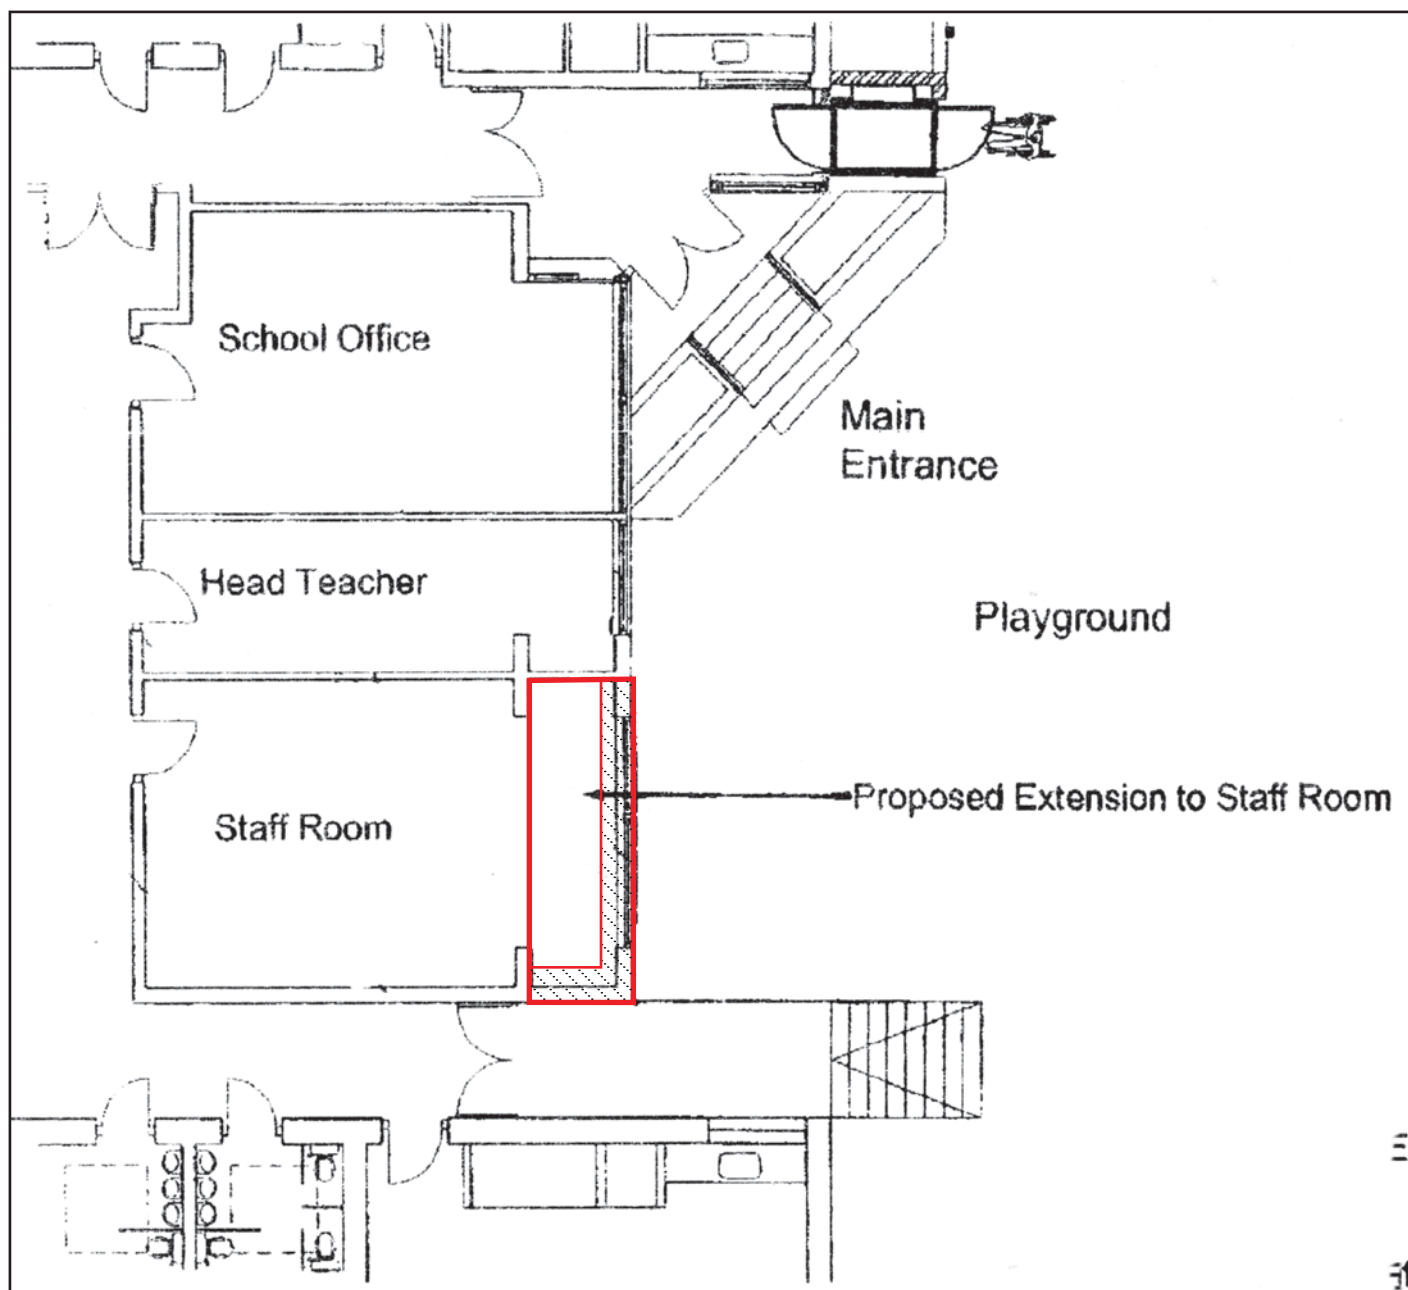 School Office
Main
Entrance
Head Teacher
Playground
Proposed Extension to Staff Room
Staff Room